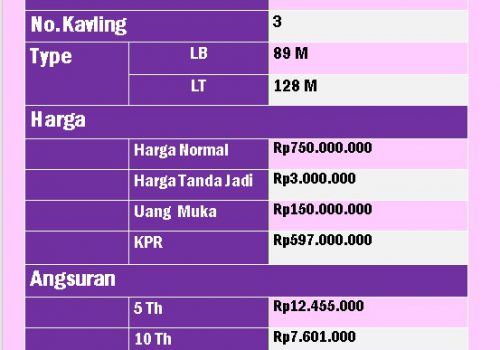 No.Kavling 3
Type LB 89 M
LT 128 M
Harga
Harga Normal Rp750.000.000
Harga Tanda Jadi Rp3.000.000
Uang Muka Rp150.000.000
KPR Rp597.000.000
Angsuran
5 Th Rp12.455.000
10 Th Rp7.601.000